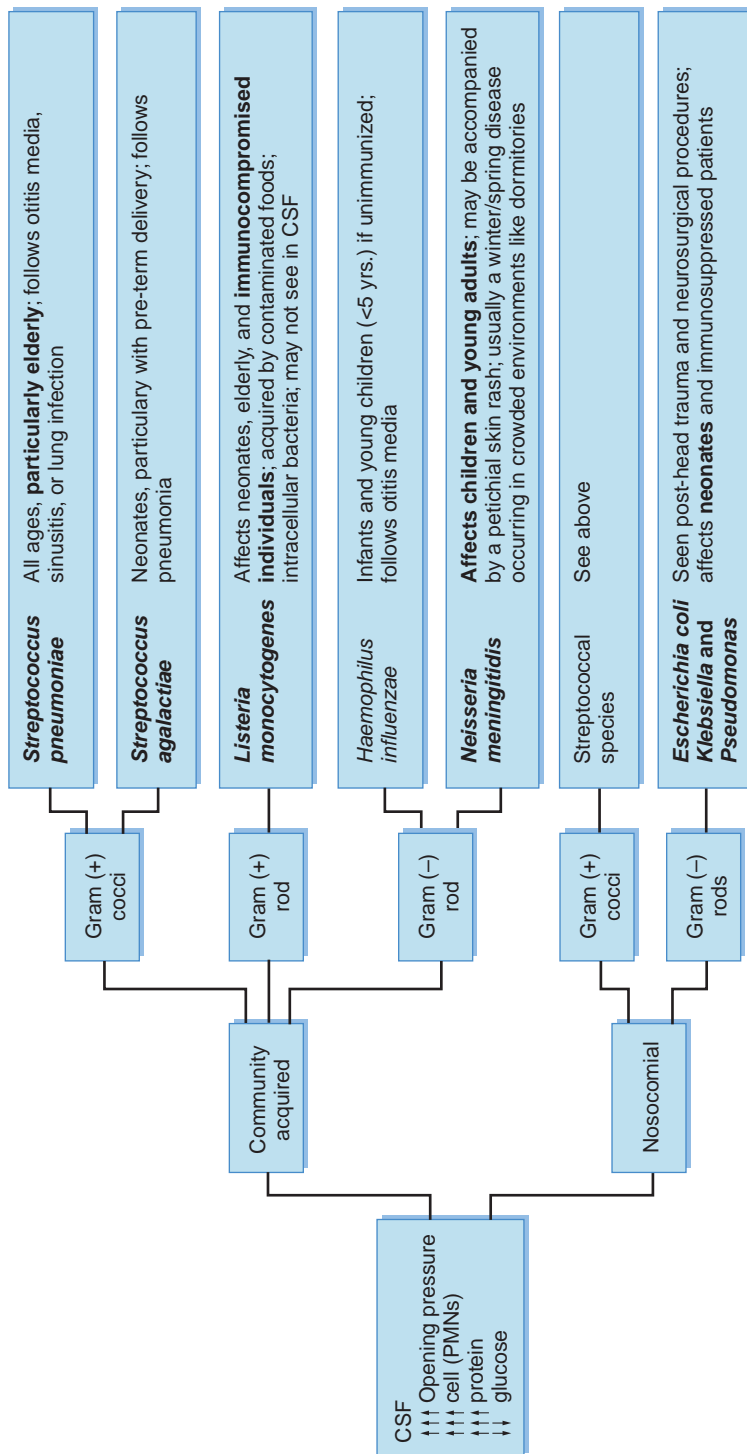 CSF
↑↑↑ Opening pressure
↑↑↑ cell (PMNs)
↑↑↑ protein
↓↓↓ glucose
Community
acquired
Gram (+)
cocci
Streptococcus
pneumoniae
All ages, particularly elderly; follows otitis media,
sinusitis, or lung infection
Streptococcus
agalactiae
Neonates, particulary with pre-term delivery; follows
pneumonia
Gram (+)
rod
Listeria
monocytogenes
Affects neonates, elderly, and immunocompromised
individuals; acquired by contaminated foods;
intracellular bacteria; may not see in CSF
Gram (–)
rod
Haemophilus
influenzae
Infants and young children (<5 yrs.) if unimmunized;
follows otitis media
Neisseria
meningitidis
Affects children and young adults; may be accompanied
by a petichial skin rash; usually a winter/spring disease
occurring in crowded environments like dormitories
Nosocomial
Gram (+)
cocci
Streptococcal
species
See above
Gram (–)
rods
Escherichia coli
Klebsiella and
Pseudomonas
Seen post-head trauma and neurosurgical procedures;
affects neonates and immunosuppressed patients